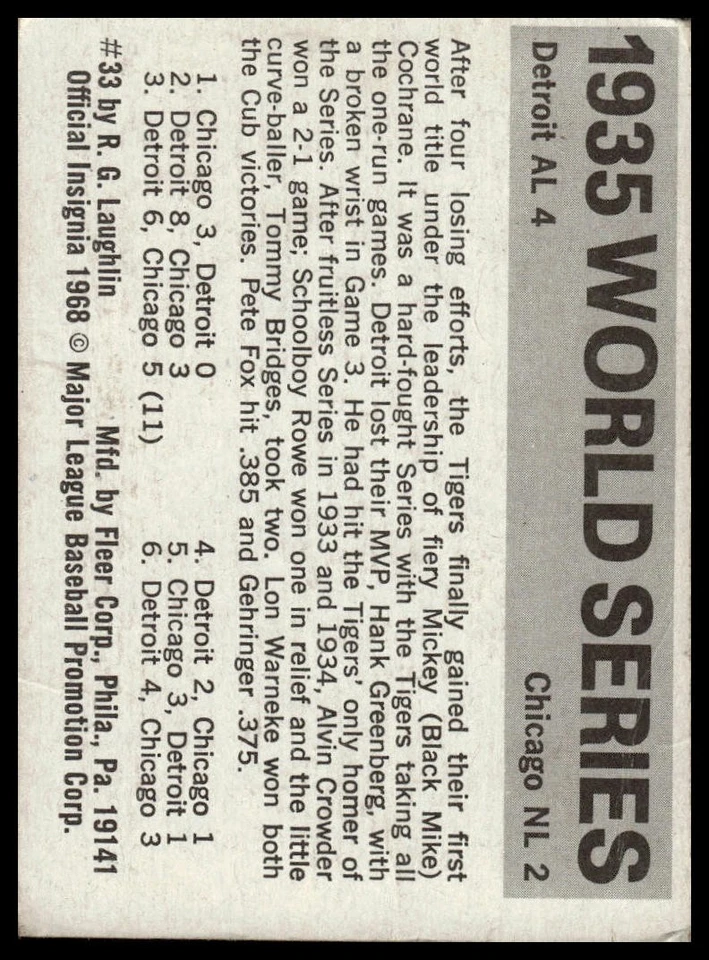 1935 WORLD SERIES
Detroit AL 4 Chicago NL 2
After four losing efforts, the Tigers finally gained their first
world title under the leadership of fiery Mickey (Black Mike)
Cochrane. It was a hard-fought Series with the Tigers taking all
the one-run games. Detroit lost their MVP, Hank Greenberg, with
a broken wrist in Game 3. He had hit the Tigers' only homer of
the Series. After fruitless Series in 1933 and 1934, Alvin Crowder
won a 2-1 game; Schoolboy Rowe won one in relief and the little
curve-baller, Tommy Bridges, took two. Lon Warneke won both
the Cub victories. Pete Fox hit .385 and Gehringer .375.
1. Chicago 3, Detroit 0
2. Detroit 8, Chicago 3
3. Detroit 6, Chicago 5 (11)
4. Detroit 2, Chicago 1
5. Chicago 3, Detroit 1
6. Detroit 4, Chicago 3
#33 by R. G. Laughlin Mfd. by Fleer Corp., Phila., Pa. 19141
Official Insignia 1968 © Major League Baseball Promotion Corp.